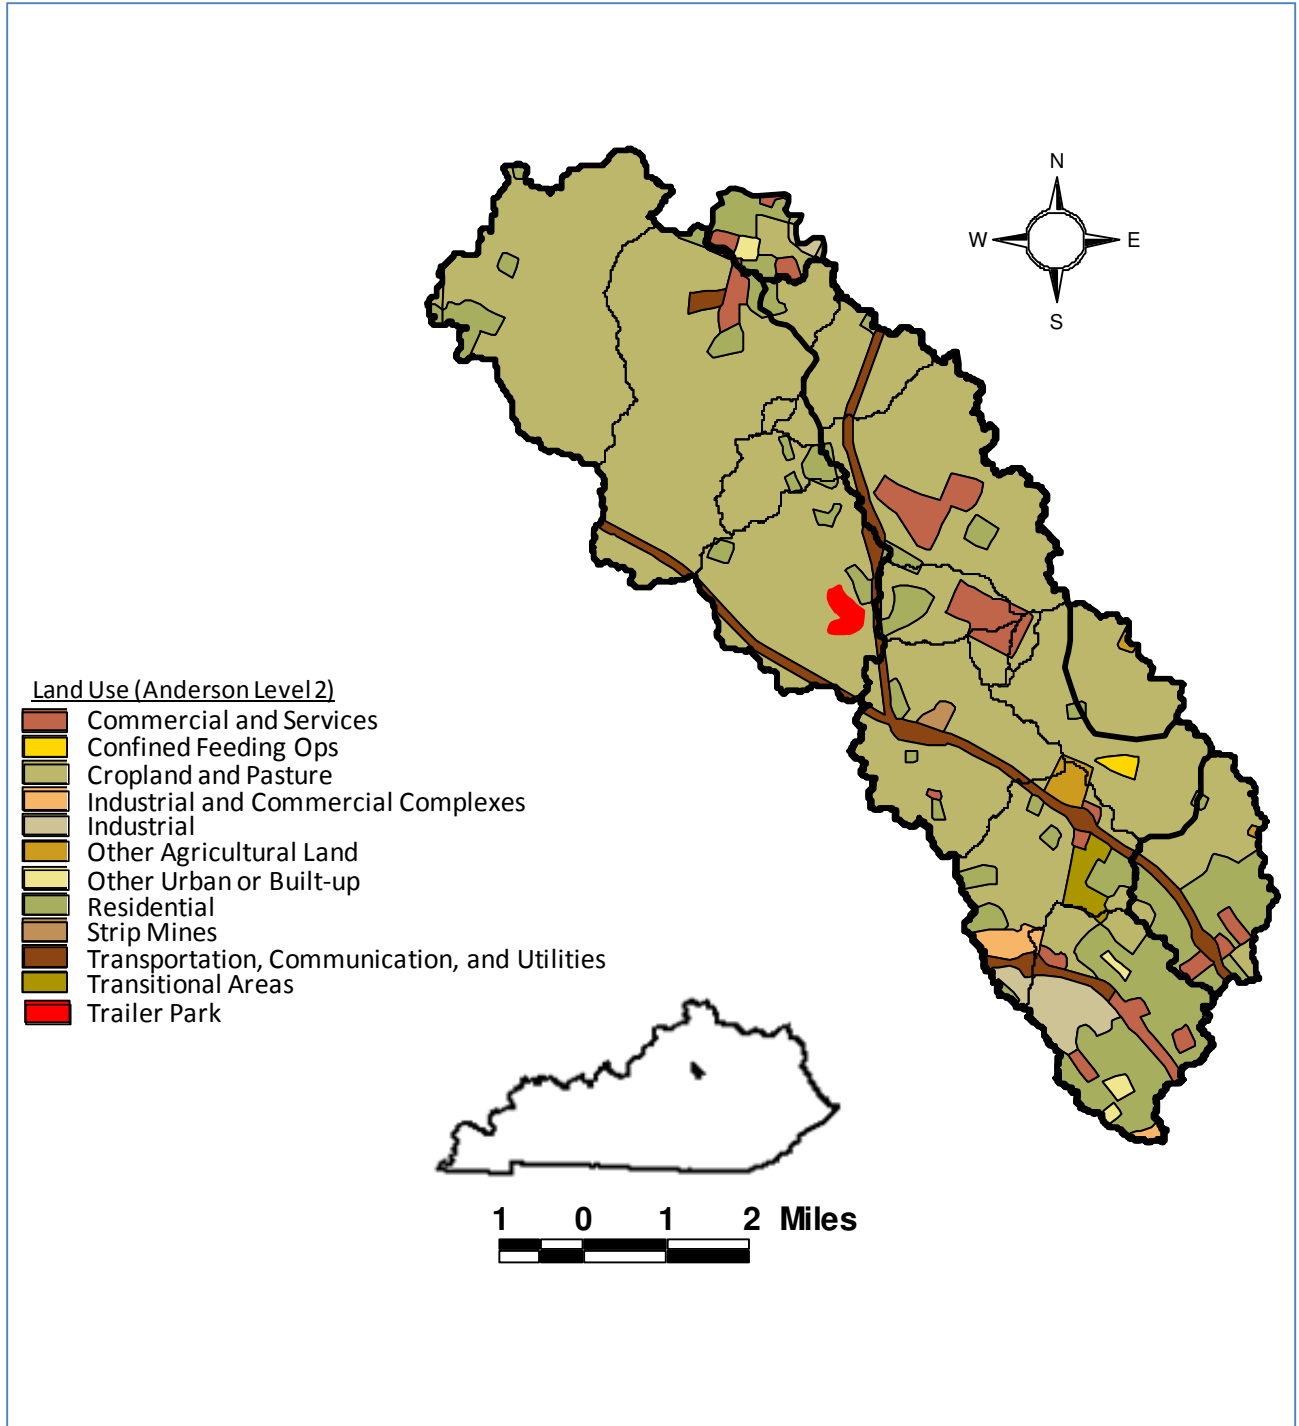 N
W
E
S
Land Use (Anderson Level 2)
Commercial and Services
Confined Feeding Ops
Cropland and Pasture
Industrial and Commercial Complexes
Industrial
Other Agricultural Land
Other Urban or Built-up
Residential
Strip Mines
Transportation, Communication, and Utilities
Transitional Areas
Trailer Park
1 0 1 2 Miles